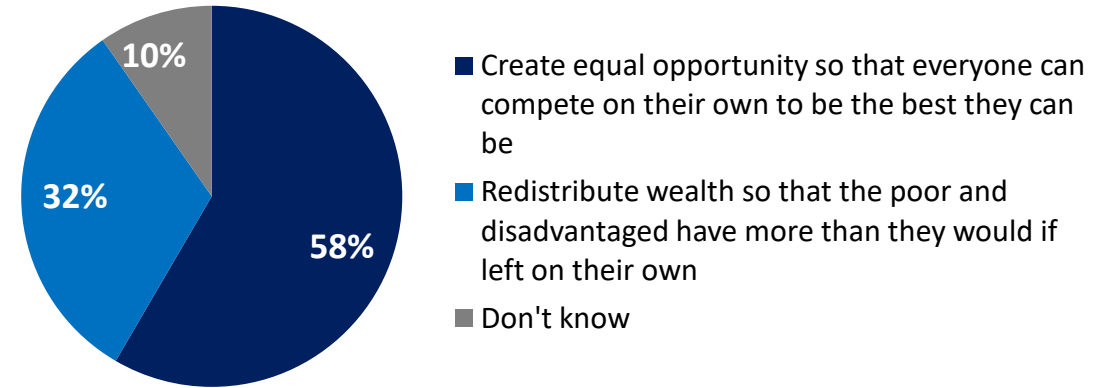 10%
32%
58%
Create equal opportunity so that everyone can
compete on their own to be the best they can
be
Redistribute wealth so that the poor and
disadvantaged have more than they would if
left on their own
Don't know